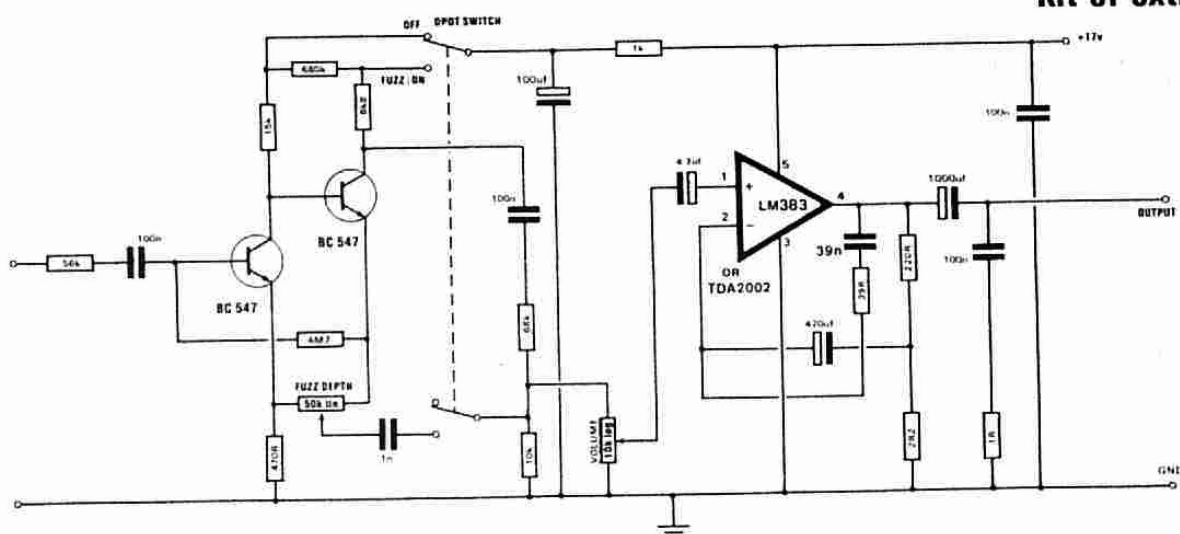 OFF DPDT SWITCH
1k
+17v
680k
FUZZ ON
100uf
100n
15k
4.7uf
1
5
+
LM383
4
1000uf
2
-
3
OUTPUT
100n
BC 547
100n
39n
220R
100n
56k
OR
TDA2002
39R
BC 547
68k
470uf
4M7
FUZZ DEPTH
50k lin
VOLUME
10k log
2R2
1R
470R
1n
10k
GND